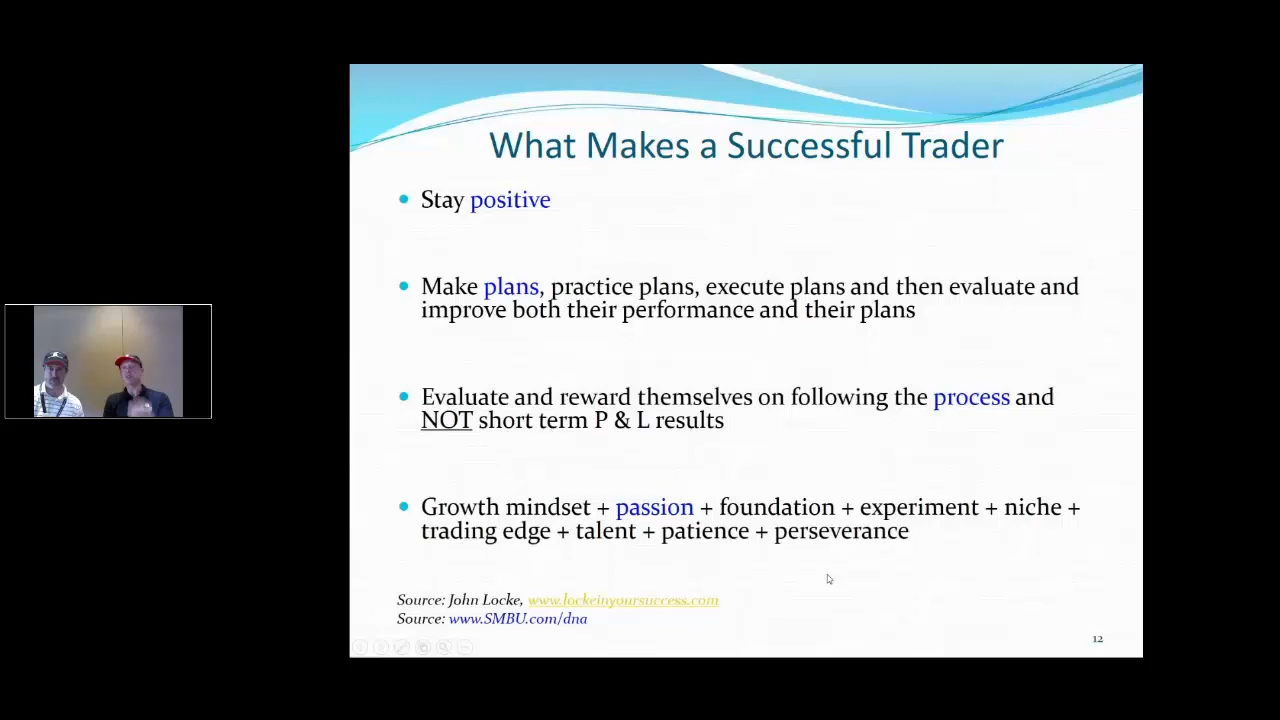 What Makes a Successful Trader
Stay positive
Make plans, practice plans, execute plans and then evaluate and
improve both their performance and their plans
Evaluate and reward themselves on following the process and
NOT short term P & L results
Growth mindset + passion + foundation + experiment + niche +
trading edge + talent + patience + perseverance
Source: John Locke, www.lockeinyoursuccess.com
Source: www.SMBU.com/dna
12